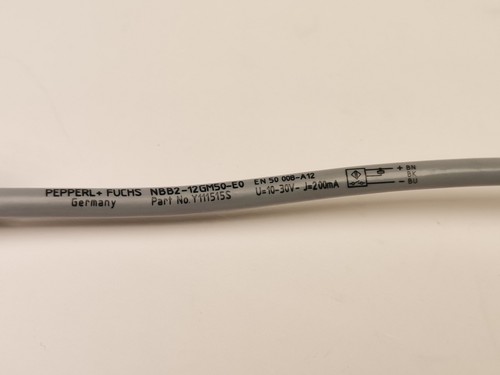 PEPPERL+ FUCHS NBB2-12GM50-E0 EN 50 008-A12
Germany Part No.Y111515S U=10-30V- J=200mA
+ BN
BK
- BU